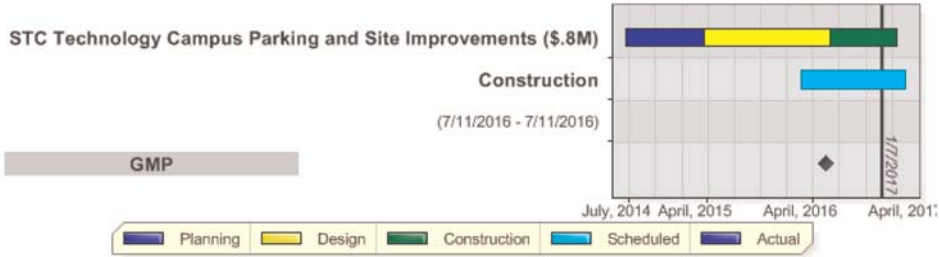 STC Technology Campus Parking and Site Improvements ($.8M)
Construction
(7/11/2016 - 7/11/2016)
GMP
1/7/2017
July, 2014 April, 2015 April, 2016 April, 201
Planning Design Construction Scheduled Actual